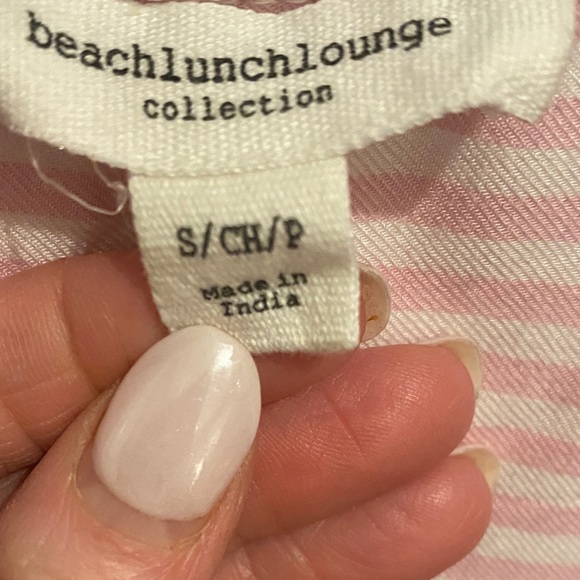 beachlunchlounge
collection
S/CH/P
Made in
India